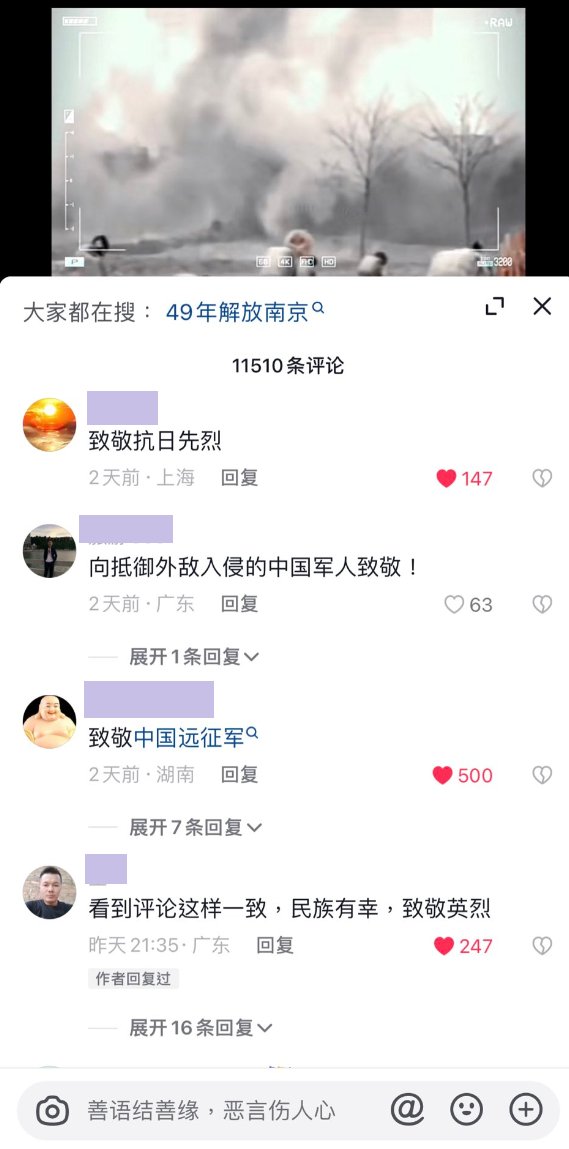 RAW
P
60 4K FHD HD
3200
大家都在搜：49年解放南京
11510条评论
致敬抗日先烈
2天前·上海 回复 147
向抵御外敌入侵的中国军人致敬！
2天前·广东 回复 63
展开1条回复
致敬中国远征军
2天前·湖南 回复 500
展开7条回复
看到评论这样一致，民族有幸，致敬英烈
昨天21:35·广东 回复 247
作者回复过
展开16条回复
善语结善缘，恶言伤人心